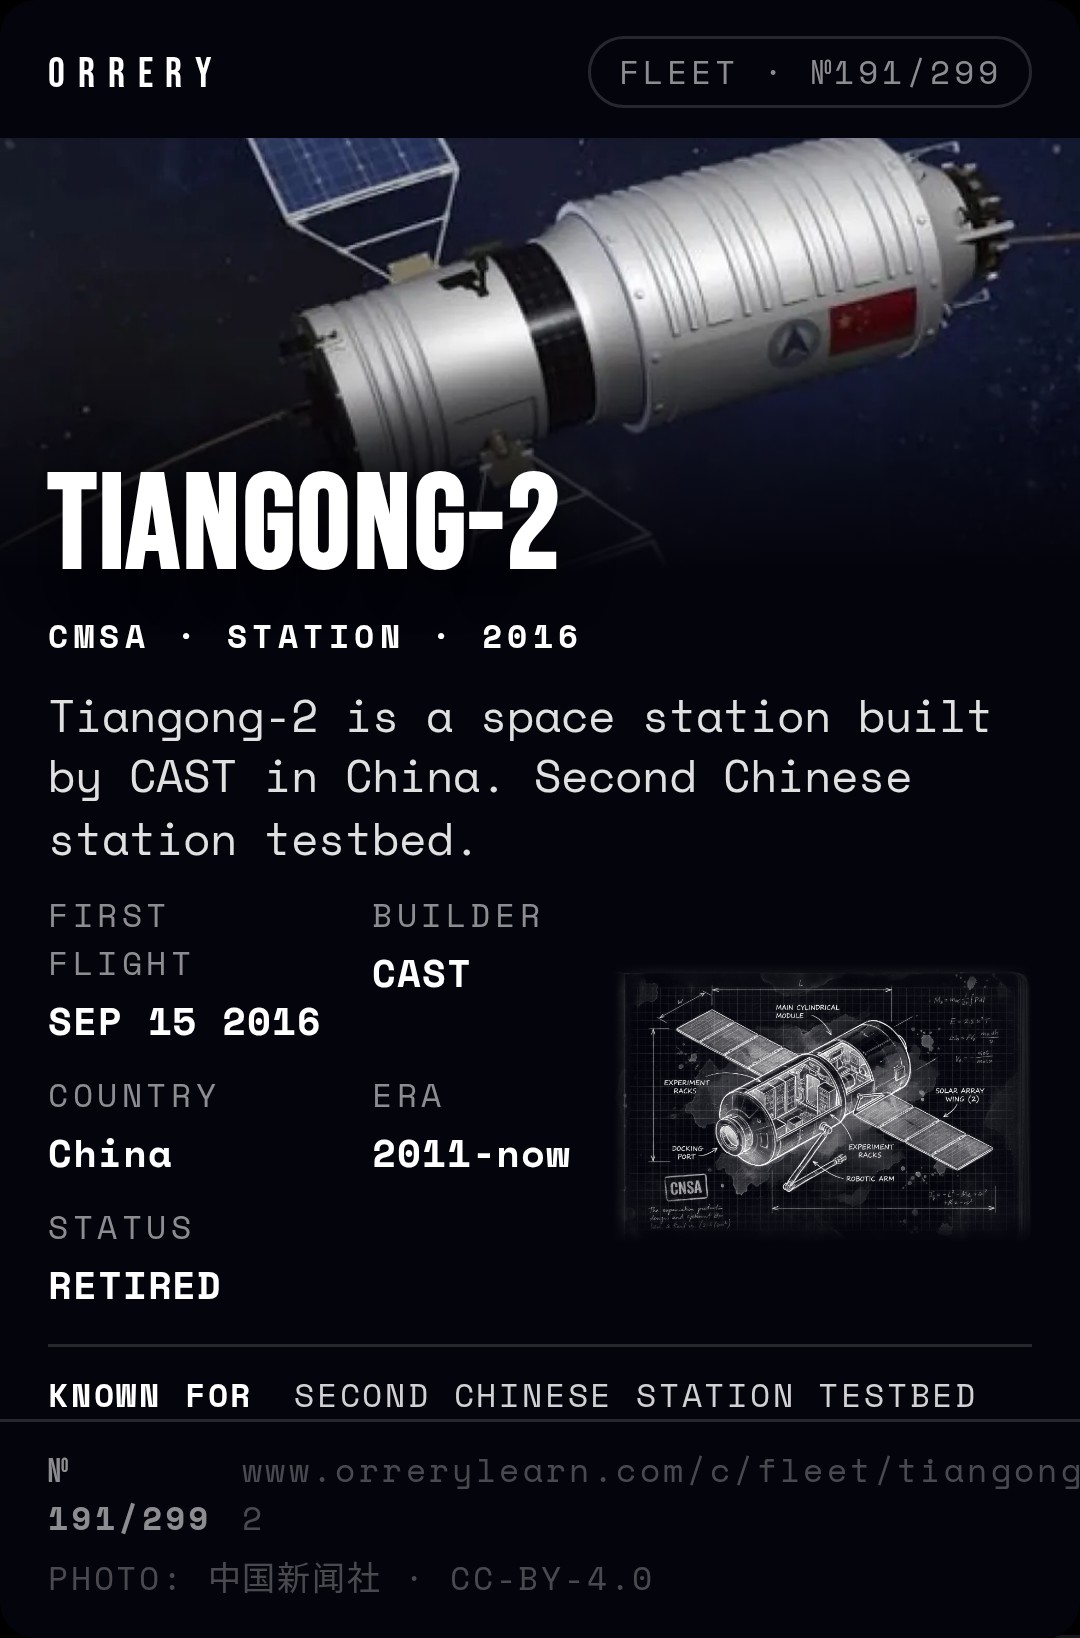 ORRERY
FLEET · №191/299
TIANGONG-2
CMSA · STATION · 2016
Tiangong-2 is a space station built
by CAST in China. Second Chinese
station testbed.
FIRST
FLIGHT
SEP 15 2016
BUILDER
CAST
COUNTRY
China
ERA
2011-now
STATUS
RETIRED
L
W
MAIN CYLINDRICAL
MODULE
EXPERIMENT
RACKS
SOLAR ARRAY
WING (2)
DOCKING
PORT
EXPERIMENT
RACKS
ROBOTIC ARM
CNSA
KNOWN FOR SECOND CHINESE STATION TESTBED
№
191/299
www.orrerylearn.com/c/fleet/tiangong
2
PHOTO: 中国新闻社 · CC-BY-4.0